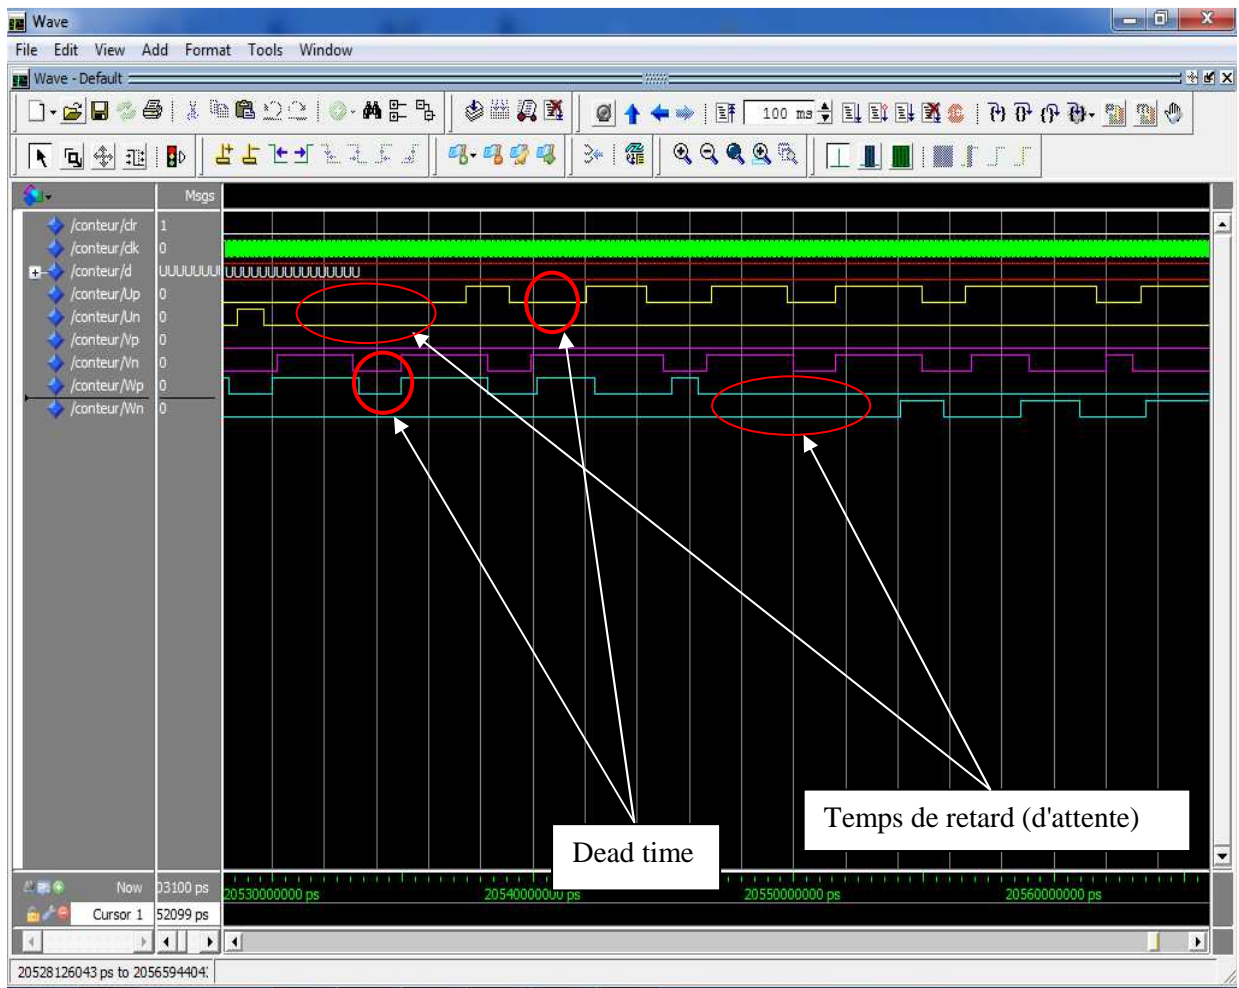 Wave
File Edit View Add Format Tools Window
Wave - Default
100 ms
Msgs
/conteur/clr 1
/conteur/clk 0
/conteur/d UUUUUUU UUUUUUUUUUUUUUUU
/conteur/Up 0
/conteur/Un 0
/conteur/Vp 0
/conteur/Vn 0
/conteur/Wp 0
/conteur/Wn 0
Temps de retard (d'attente)
Dead time
Now 03100 ps
20530000000 ps 20540000000 ps 20550000000 ps 20560000000 ps
Cursor 1 52099 ps
20528126043 ps to 2056594404